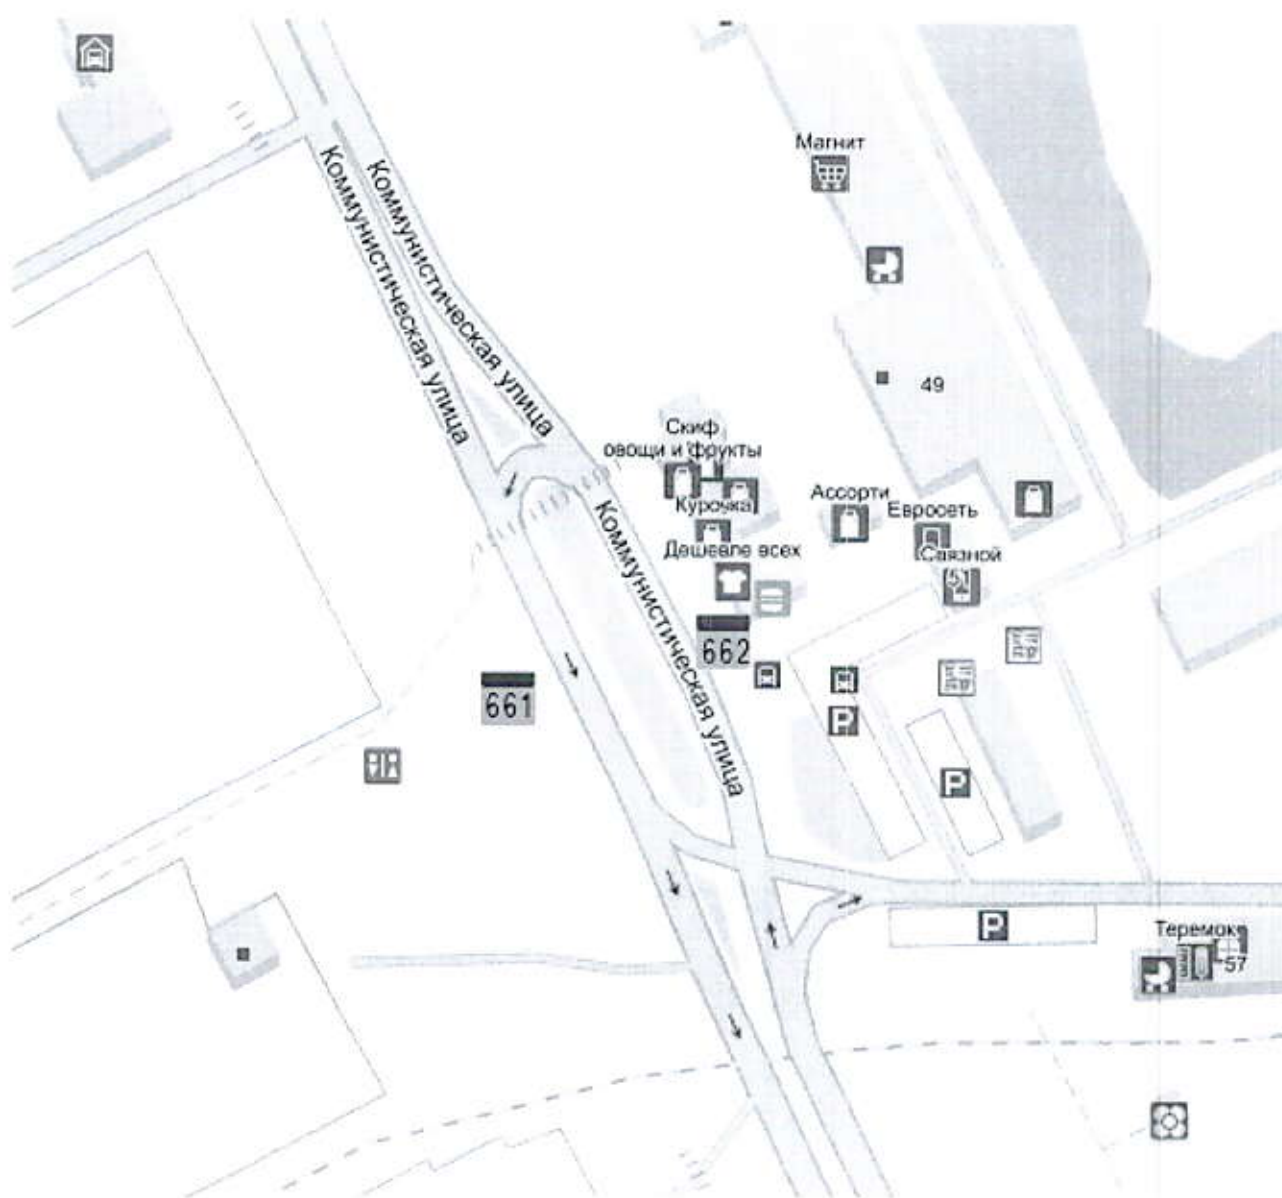 Магнит
Коммунистическая улица
Коммунистическая улица
49
Скиф
овощи и фрукты
Ассорти
Евросеть
Курочка
Связной
Дешевле всех
51
Коммунистическая улица
662
661
P
P
P
Теремок
57